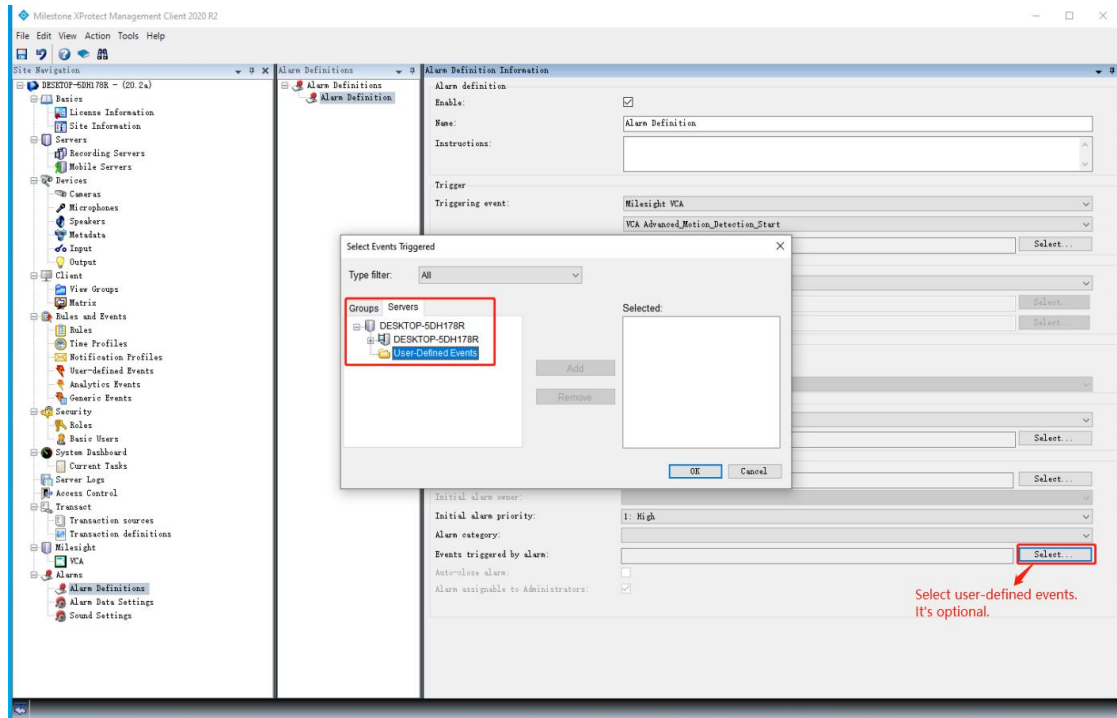 Milestone XProtect Management Client 2020 R2
File Edit View Action Tools Help
Site Navigation
DESKTOP-5DH178R - (20.2a)
Basics
License Information
Site Information
Servers
Recording Servers
Mobile Servers
Devices
Cameras
Microphones
Speakers
Metadata
Input
Output
Client
View Groups
Matrix
Rules and Events
Rules
Time Profiles
Notification Profiles
User-defined Events
Analytics Events
Generic Events
Security
Roles
Basic Users
System Dashboard
Current Tasks
Server Logs
Access Control
Transact
Transaction sources
Transaction definitions
Milesight
VCA
Alarms
Alarm Definitions
Alarm Data Settings
Sound Settings
Alarm Definitions
Alarm Definitions
Alarm Definition
Alarm Definition Information
Alarm definition
Enable:
Name: Alarm Definition
Instructions:
Trigger
Triggering event: Milesight VCA
VCA Advanced_Motion_Detection_Start
Select...
Select...
Select...
Select...
Select...
Select Events Triggered
Type filter: All
Groups Servers
DESKTOP-5DH178R
DESKTOP-5DH178R
User-Defined Events
Add
Remove
Selected:
OK Cancel
Initial alarm owner:
Initial alarm priority: 1: High
Alarm category:
Events triggered by alarm: Select...
Auto-close alarm:
Alarm assignable to Administrators:
Select user-defined events.
It's optional.